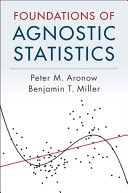 FOUNDATIONS OF
AGNOSTIC
STATISTICS
Peter M. Aronow
Benjamin T. Miller